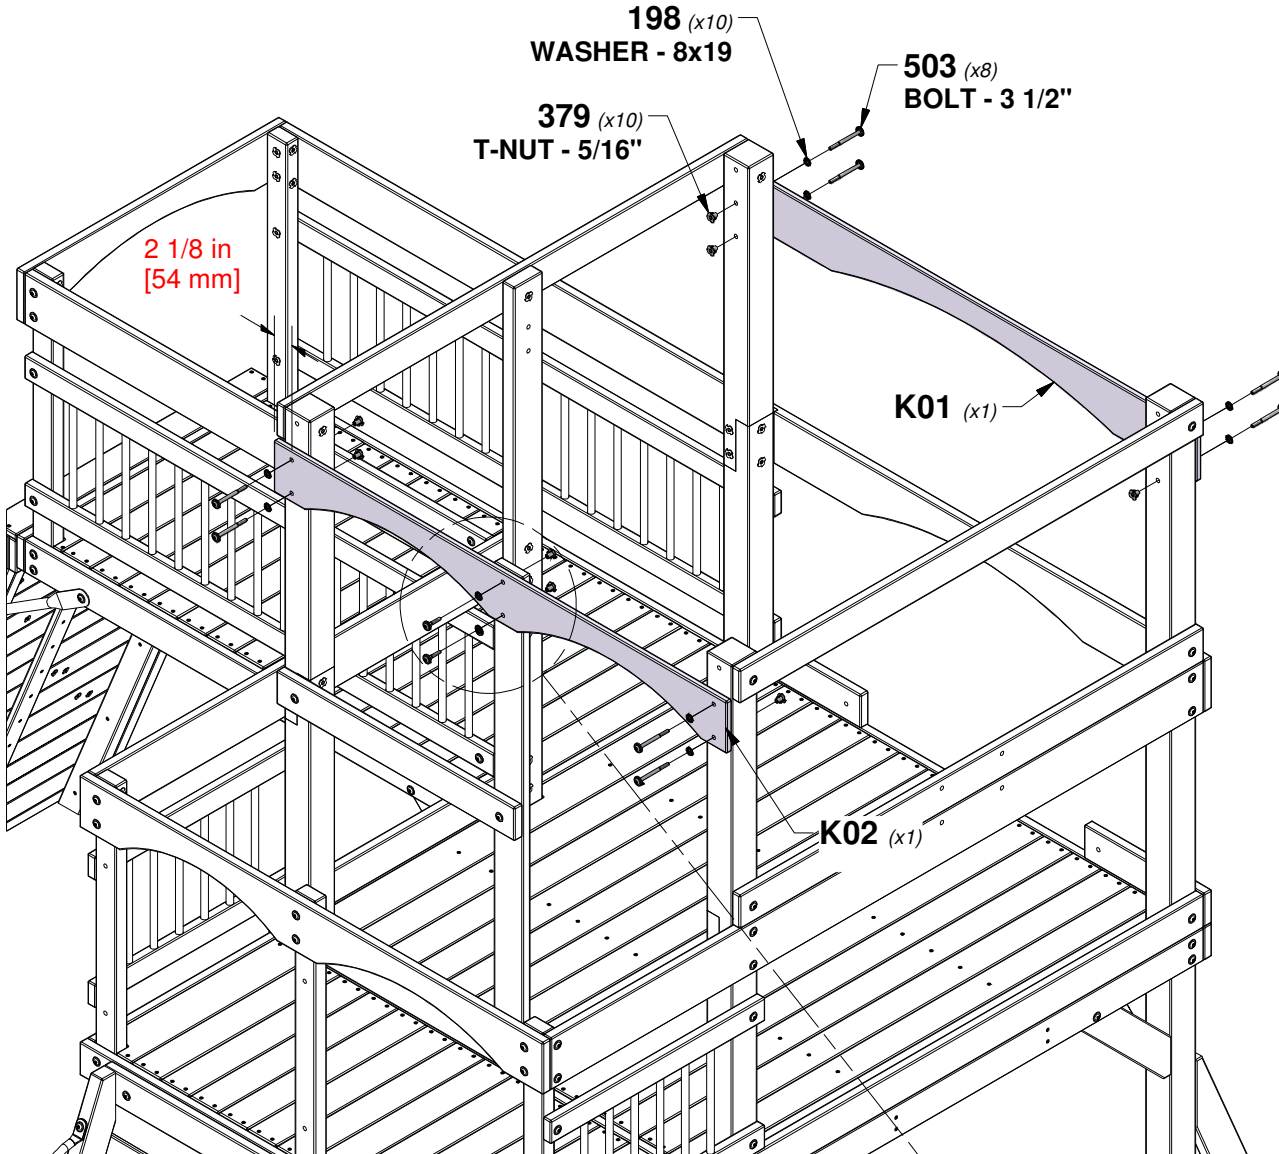 198 (x10)
WASHER - 8x19
503 (x8)
BOLT - 3 1/2"
379 (x10)
T-NUT - 5/16"
2 1/8 in
[54 mm]
K01 (x1)
K02 (x1)